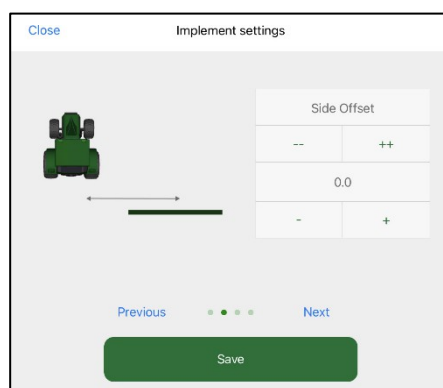 Close Implement settings
Side Offset
-- ++
0.0
- +
Previous Next
Save